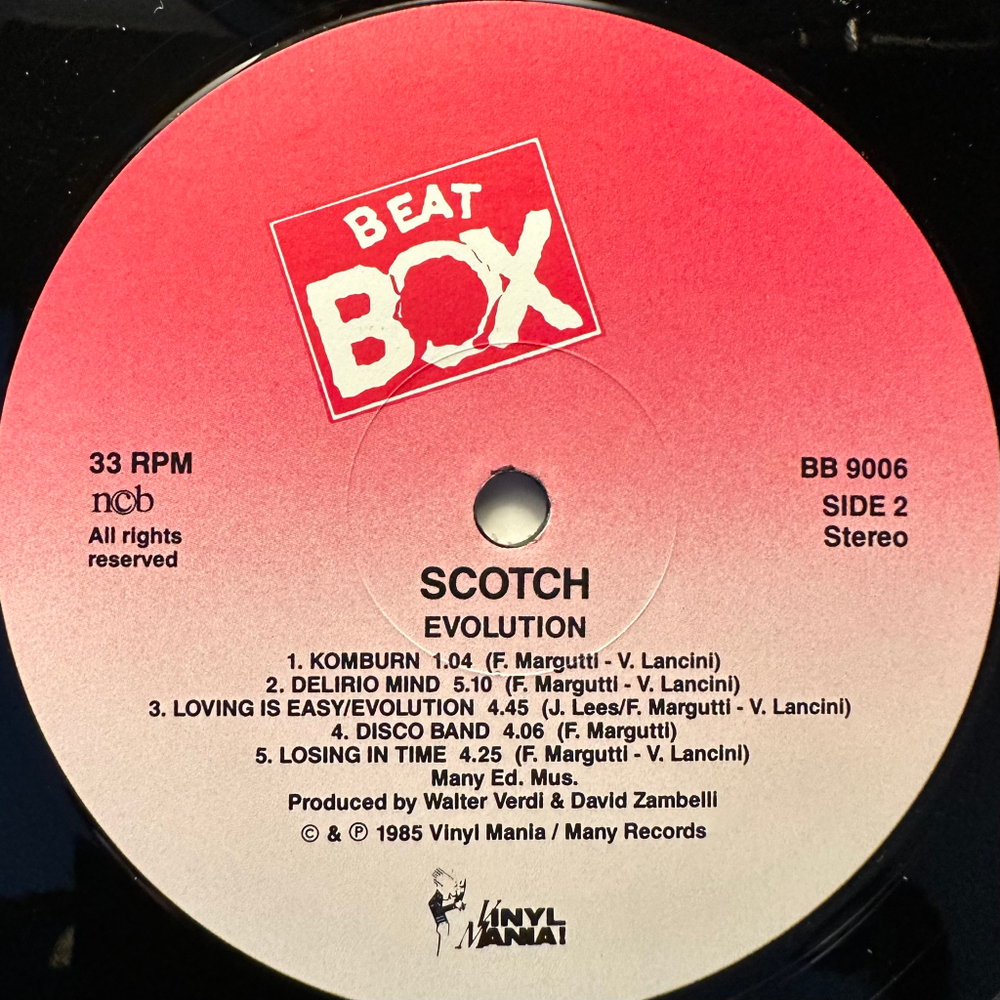 BEAT
BOX
33 RPM
n©b
All rights
reserved
BB 9006
SIDE 2
Stereo
SCOTCH
EVOLUTION
1. KOMBURN 1.04 (F. Margutti - V. Lancini)
2. DELIRIO MIND 5.10 (F. Margutti - V. Lancini)
3. LOVING IS EASY/EVOLUTION 4.45 (J. Lees/F. Margutti - V. Lancini)
4. DISCO BAND 4.06 (F. Margutti)
5. LOSING IN TIME 4.25 (F. Margutti - V. Lancini)
Many Ed. Mus.
Produced by Walter Verdi & David Zambelli
© & ℗ 1985 Vinyl Mania / Many Records
VINYL
MANIA!